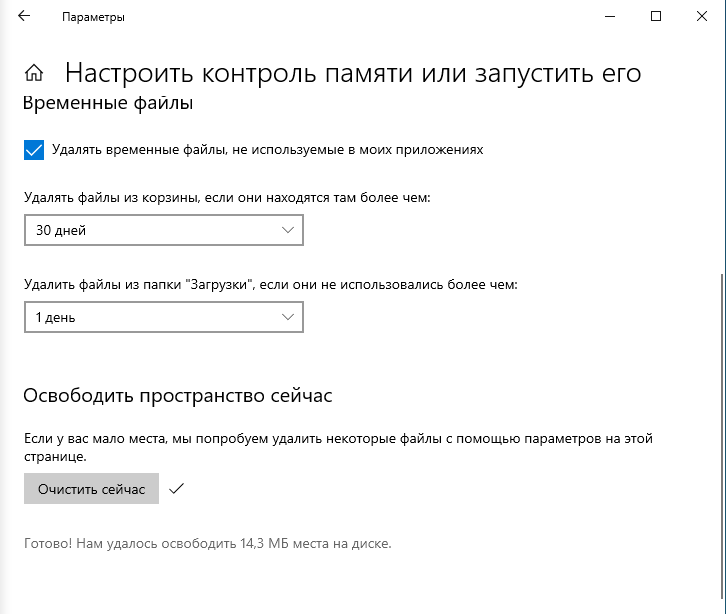 Параметры
Настроить контроль памяти или запустить его
Временные файлы
Удалять временные файлы, не используемые в моих приложениях
Удалять файлы из корзины, если они находятся там более чем:
30 дней
Удалить файлы из папки "Загрузки", если они не использовались более чем:
1 день
Освободить пространство сейчас
Если у вас мало места, мы попробуем удалить некоторые файлы с помощью параметров на этой
странице.
Очистить сейчас
Готово! Нам удалось освободить 14,3 МБ места на диске.